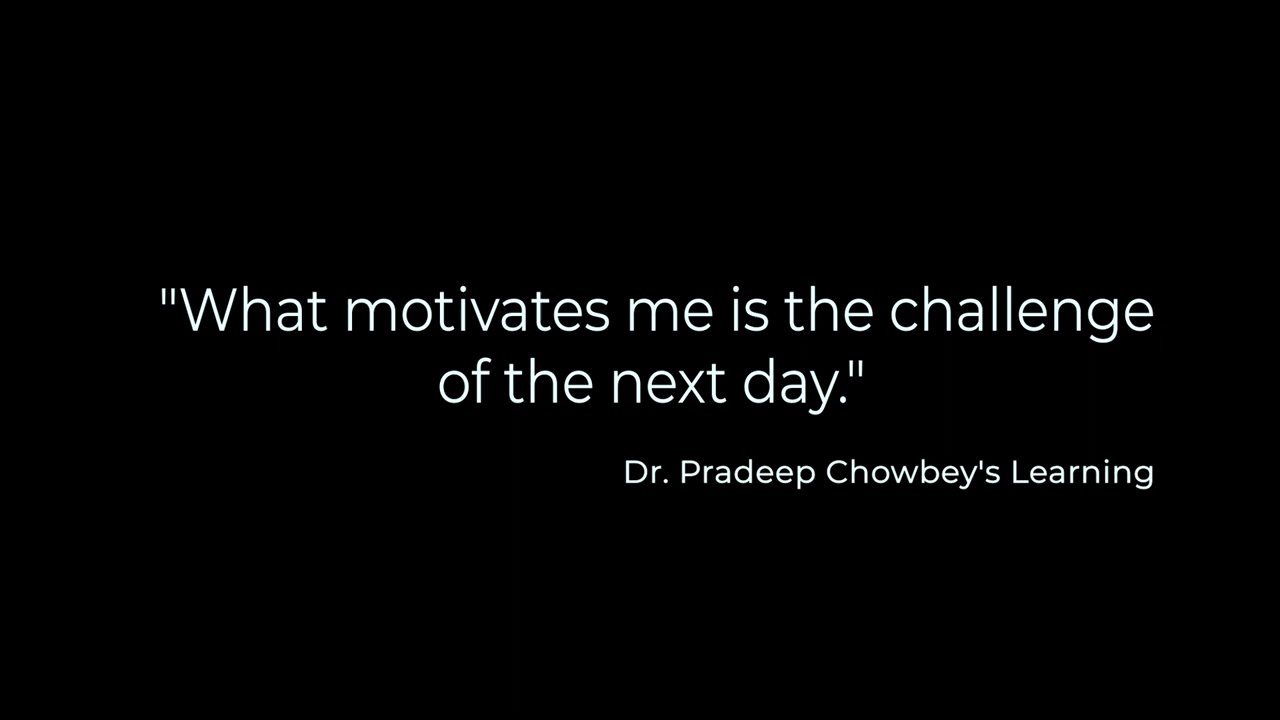 "What motivates me is the challenge
of the next day."
Dr. Pradeep Chowbey's Learning